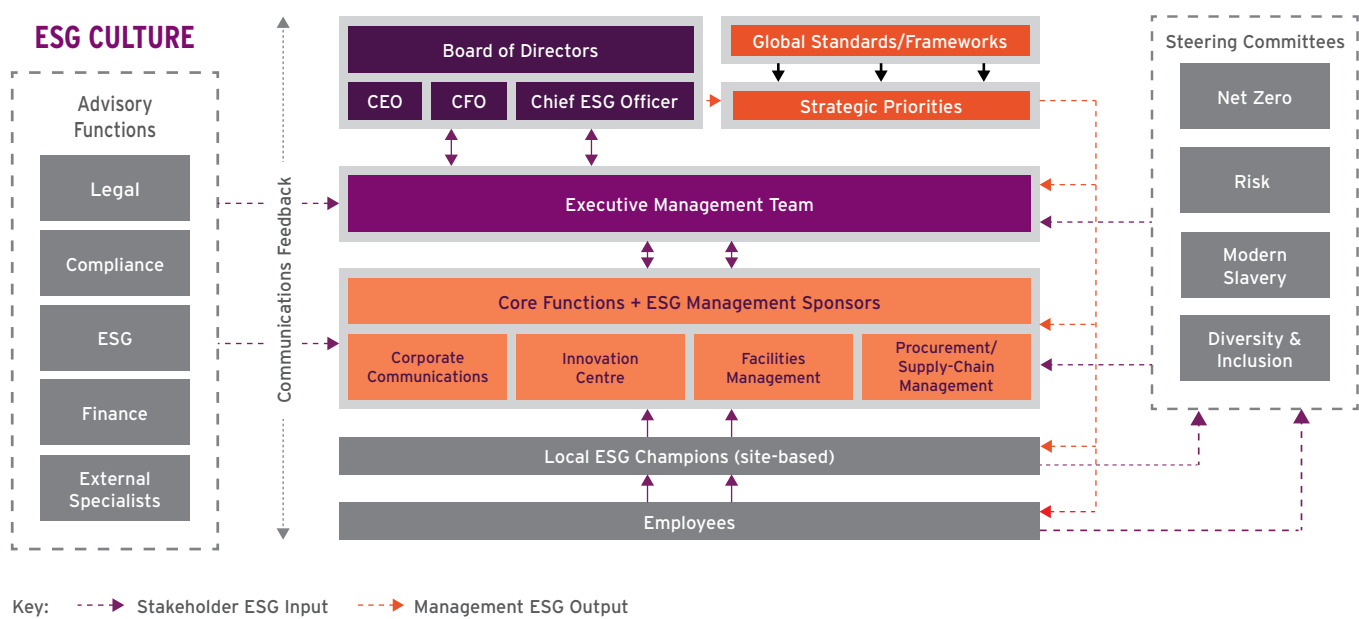 ESG CULTURE
Advisory
Functions
Legal
Compliance
ESG
Finance
External
Specialists
Communications Feedback
Board of Directors
CEO
CFO
Chief ESG Officer
Global Standards/Frameworks
Strategic Priorities
Executive Management Team
Core Functions + ESG Management Sponsors
Corporate
Communications
Innovation
Centre
Facilities
Management
Procurement/
Supply-Chain
Management
Local ESG Champions (site-based)
Employees
Steering Committees
Net Zero
Risk
Modern
Slavery
Diversity &
Inclusion
Key:
Stakeholder ESG Input
Management ESG Output